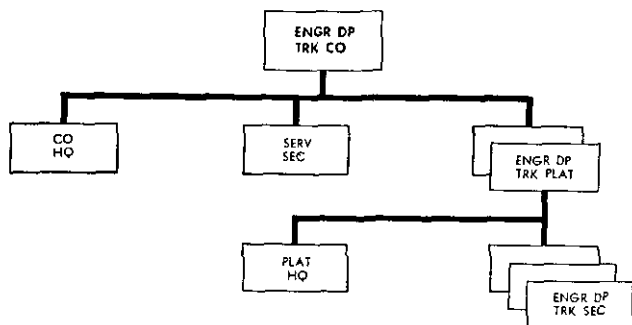 ENGR DP
TRK CO
CO
HQ
SERV
SEC
ENGR DP
TRK PLAT
PLAT
HQ
ENGR DP
TRK SEC